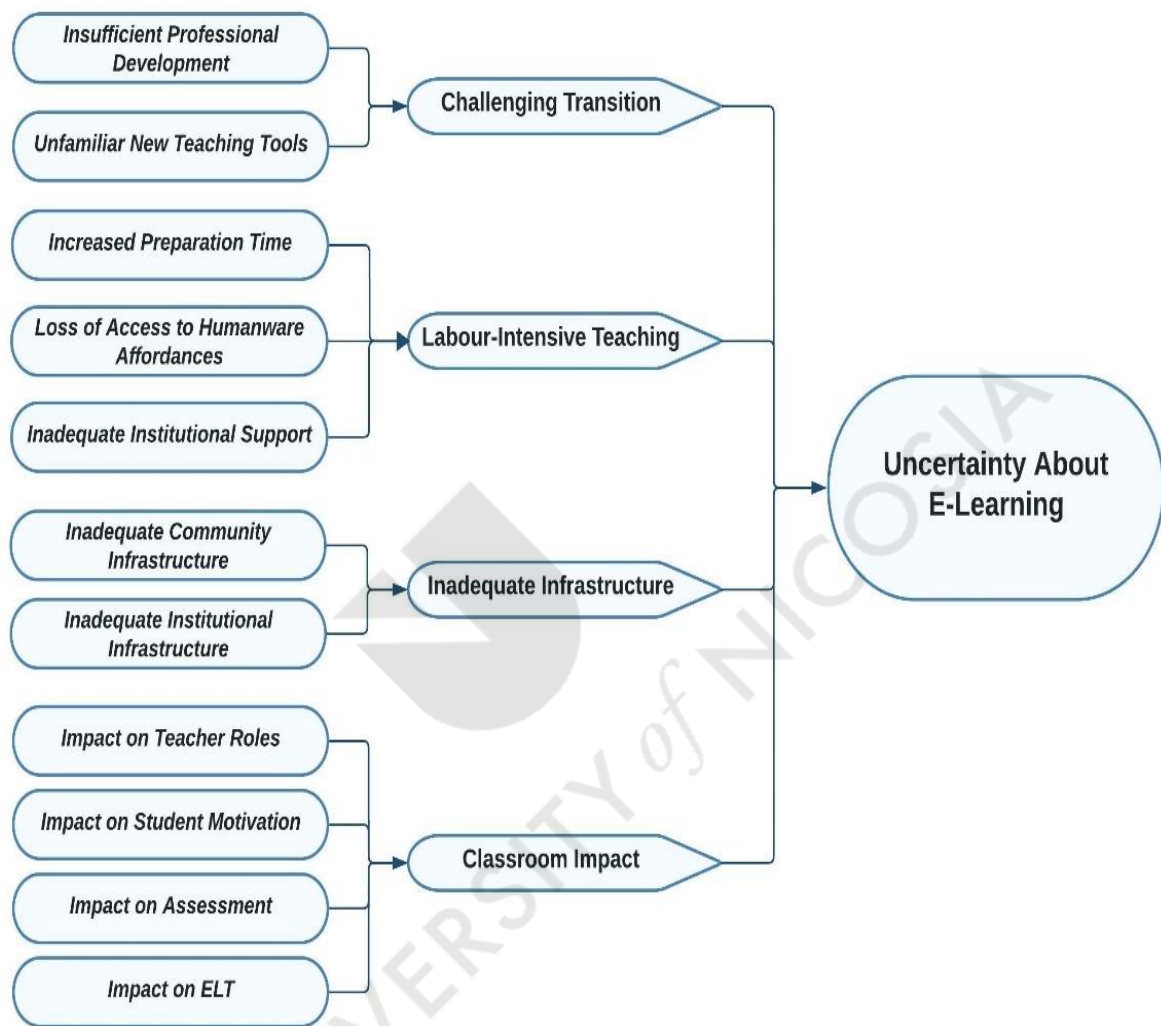 Insufficient Professional
Development
Unfamiliar New Teaching Tools
Challenging Transition
Increased Preparation Time
Loss of Access to Humanware
Affordances
Inadequate Institutional Support
Labour-Intensive Teaching
Inadequate Community
Infrastructure
Inadequate Institutional
Infrastructure
Inadequate Infrastructure
Impact on Teacher Roles
Impact on Student Motivation
Impact on Assessment
Impact on ELT
Classroom Impact
Uncertainty About
E-Learning
VERSITY of NICOSIA